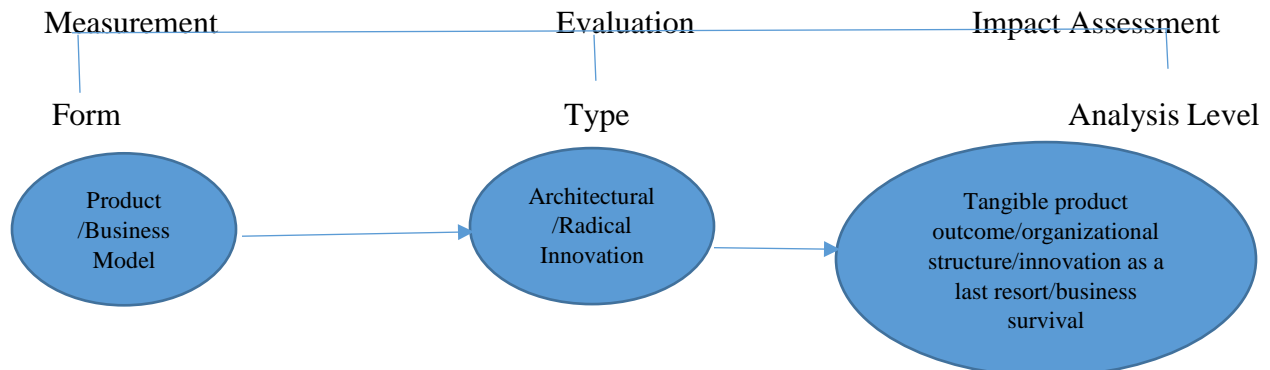 Measurement Evaluation Impact Assessment
Form Type Analysis Level
Product
/Business
Model
Architectural
/Radical
Innovation
Tangible product
outcome/organizational
structure/innovation as a
last resort/business
survival